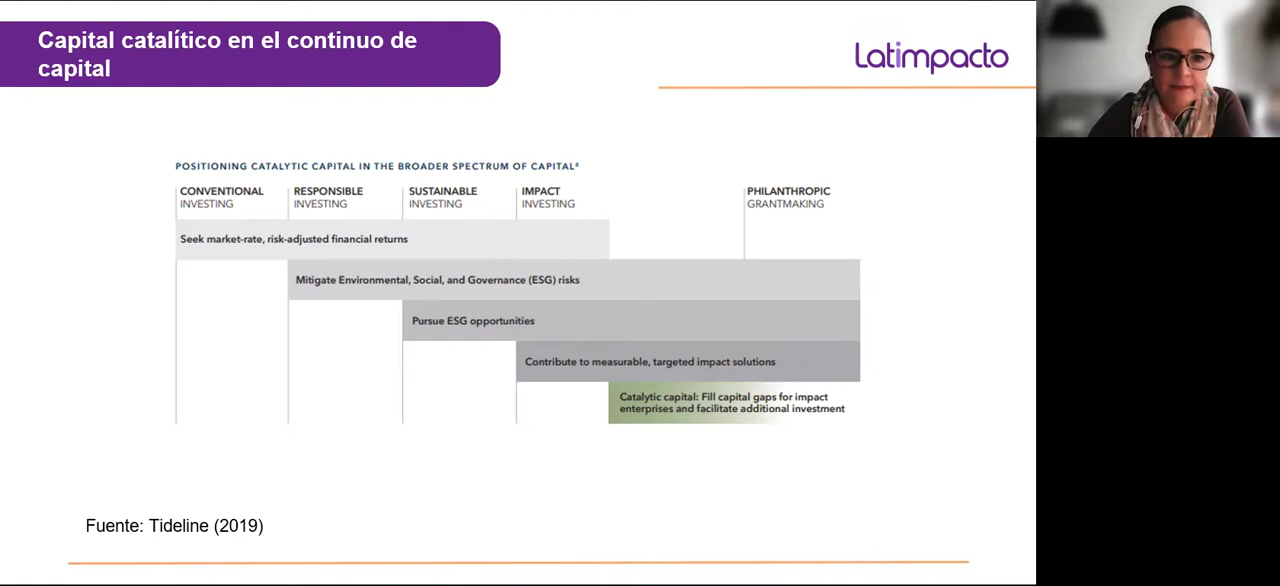 Capital catalítico en el continuo de
capital
Latimpacto
POSITIONING CATALYTIC CAPITAL IN THE BROADER SPECTRUM OF CAPITAL⁸
CONVENTIONAL
INVESTING
RESPONSIBLE
INVESTING
SUSTAINABLE
INVESTING
IMPACT
INVESTING
PHILANTHROPIC
GRANTMAKING
Seek market-rate, risk-adjusted financial returns
Mitigate Environmental, Social, and Governance (ESG) risks
Pursue ESG opportunities
Contribute to measurable, targeted impact solutions
Catalytic capital: Fill capital gaps for impact
enterprises and facilitate additional investment
Fuente: Tideline (2019)